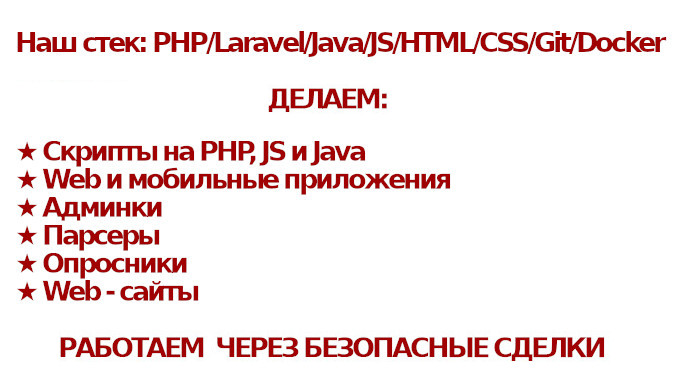 Наш стек: PHP/Laravel/Java/JS/HTML/CSS/Git/Docker
ДЕЛАЕМ:
★ Скрипты на PHP, JS и Java
★ Web и мобильные приложения
★ Админки
★ Парсеры
★ Опросники
★ Web - сайты
РАБОТАЕМ ЧЕРЕЗ БЕЗОПАСНЫЕ СДЕЛКИ